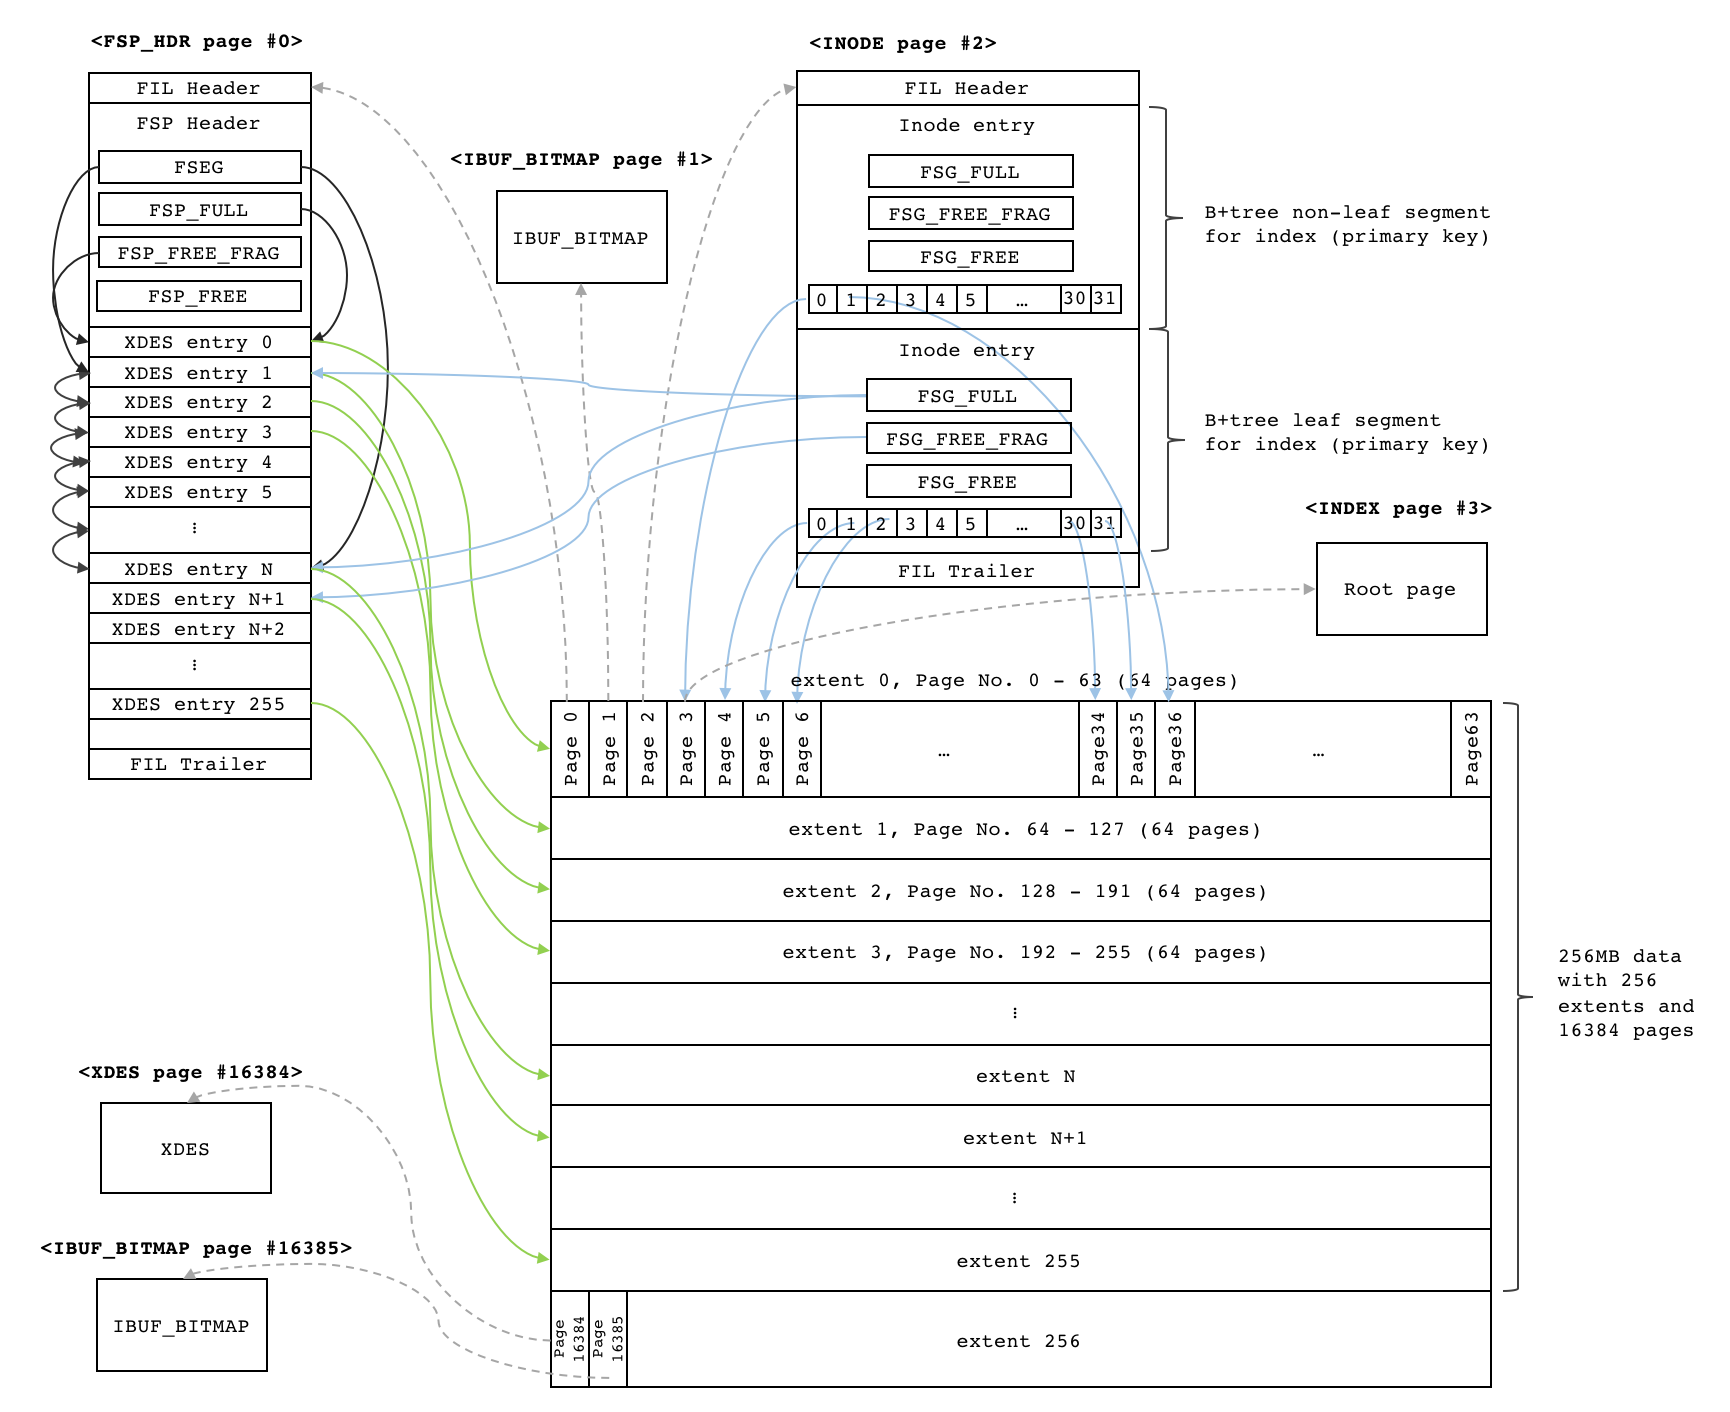 <FSP_HDR page #0>
FIL Header
FSP Header
FSEG
FSP_FULL
FSP_FREE_FRAG
FSP_FREE
XDES entry 0
XDES entry 1
XDES entry 2
XDES entry 3
XDES entry 4
XDES entry 5
⋮
XDES entry N
XDES entry N+1
XDES entry N+2
⋮
XDES entry 255
FIL Trailer
<IBUF_BITMAP page #1>
IBUF_BITMAP
<INODE page #2>
FIL Header
Inode entry
FSG_FULL
FSG_FREE_FRAG
FSG_FREE
0 1 2 3 4 5 … 30 31
Inode entry
FSG_FULL
FSG_FREE_FRAG
FSG_FREE
0 1 2 3 4 5 … 30 31
FIL Trailer
B+tree non-leaf segment
for index (primary key)
B+tree leaf segment
for index (primary key)
<INDEX page #3>
Root page
extent 0, Page No. 0 - 63 (64 pages)
Page 0
Page 1
Page 2
Page 3
Page 4
Page 5
Page 6
…
Page34
Page35
Page36
…
Page63
extent 1, Page No. 64 - 127 (64 pages)
extent 2, Page No. 128 - 191 (64 pages)
extent 3, Page No. 192 - 255 (64 pages)
⋮
extent N
extent N+1
⋮
extent 255
Page
16384
Page
16385
extent 256
256MB data
with 256
extents and
16384 pages
<XDES page #16384>
XDES
<IBUF_BITMAP page #16385>
IBUF_BITMAP